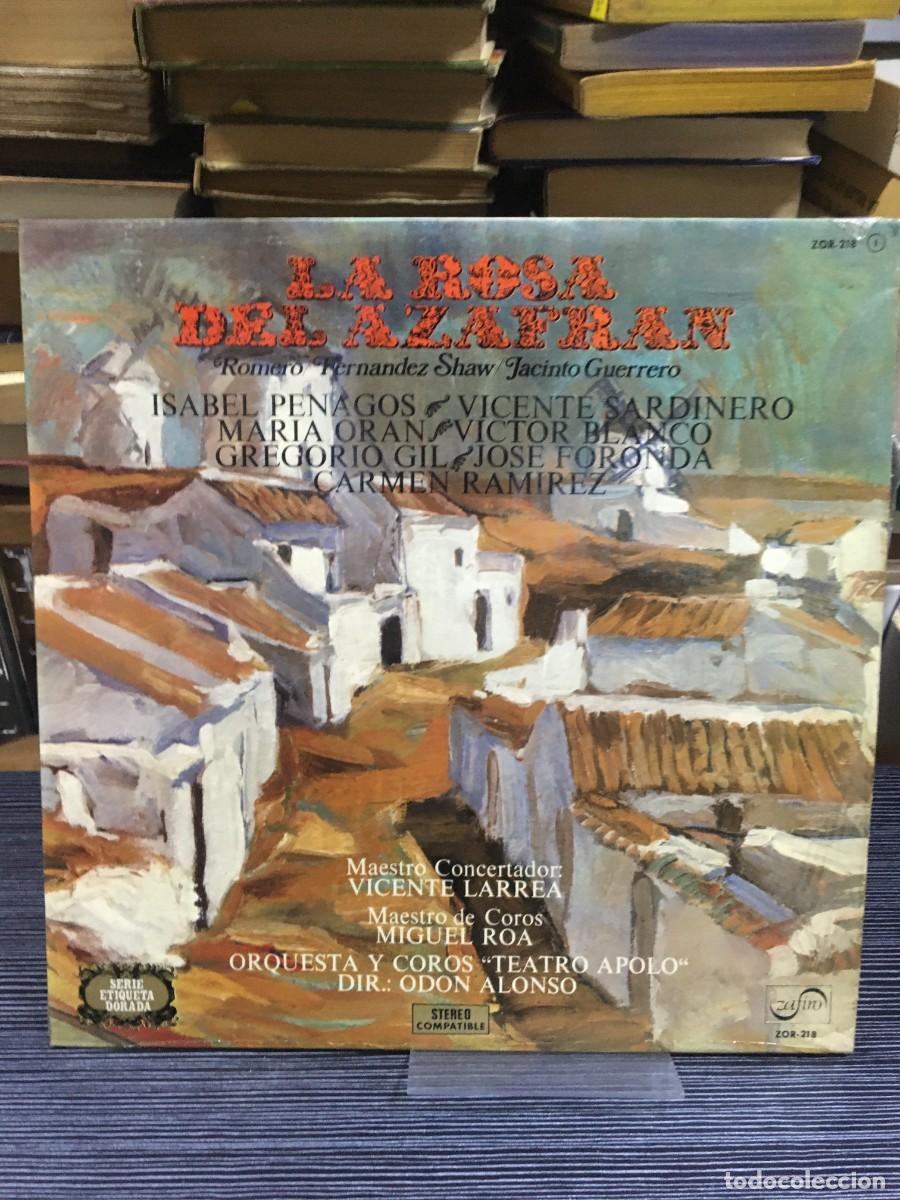 ZOR-218 1
LA ROSA
DEL AZAFRAN
Romero Fernandez Shaw/Jacinto Guerrero
ISABEL PENAGOS VICENTE SARDINERO
MARIA ORAN VICTOR BLANCO
GREGORIO GIL JOSE FORONDA
CARMEN RAMIREZ
Maestro Concertador:
VICENTE LARREA
Maestro de Coros
MIGUEL ROA
ORQUESTA Y COROS "TEATRO APOLO"
DIR.: ODON ALONSO
SERIE
ETIQUETA
DORADA
STEREO
COMPATIBLE
zafiro
ZOR-218
todocoleccion